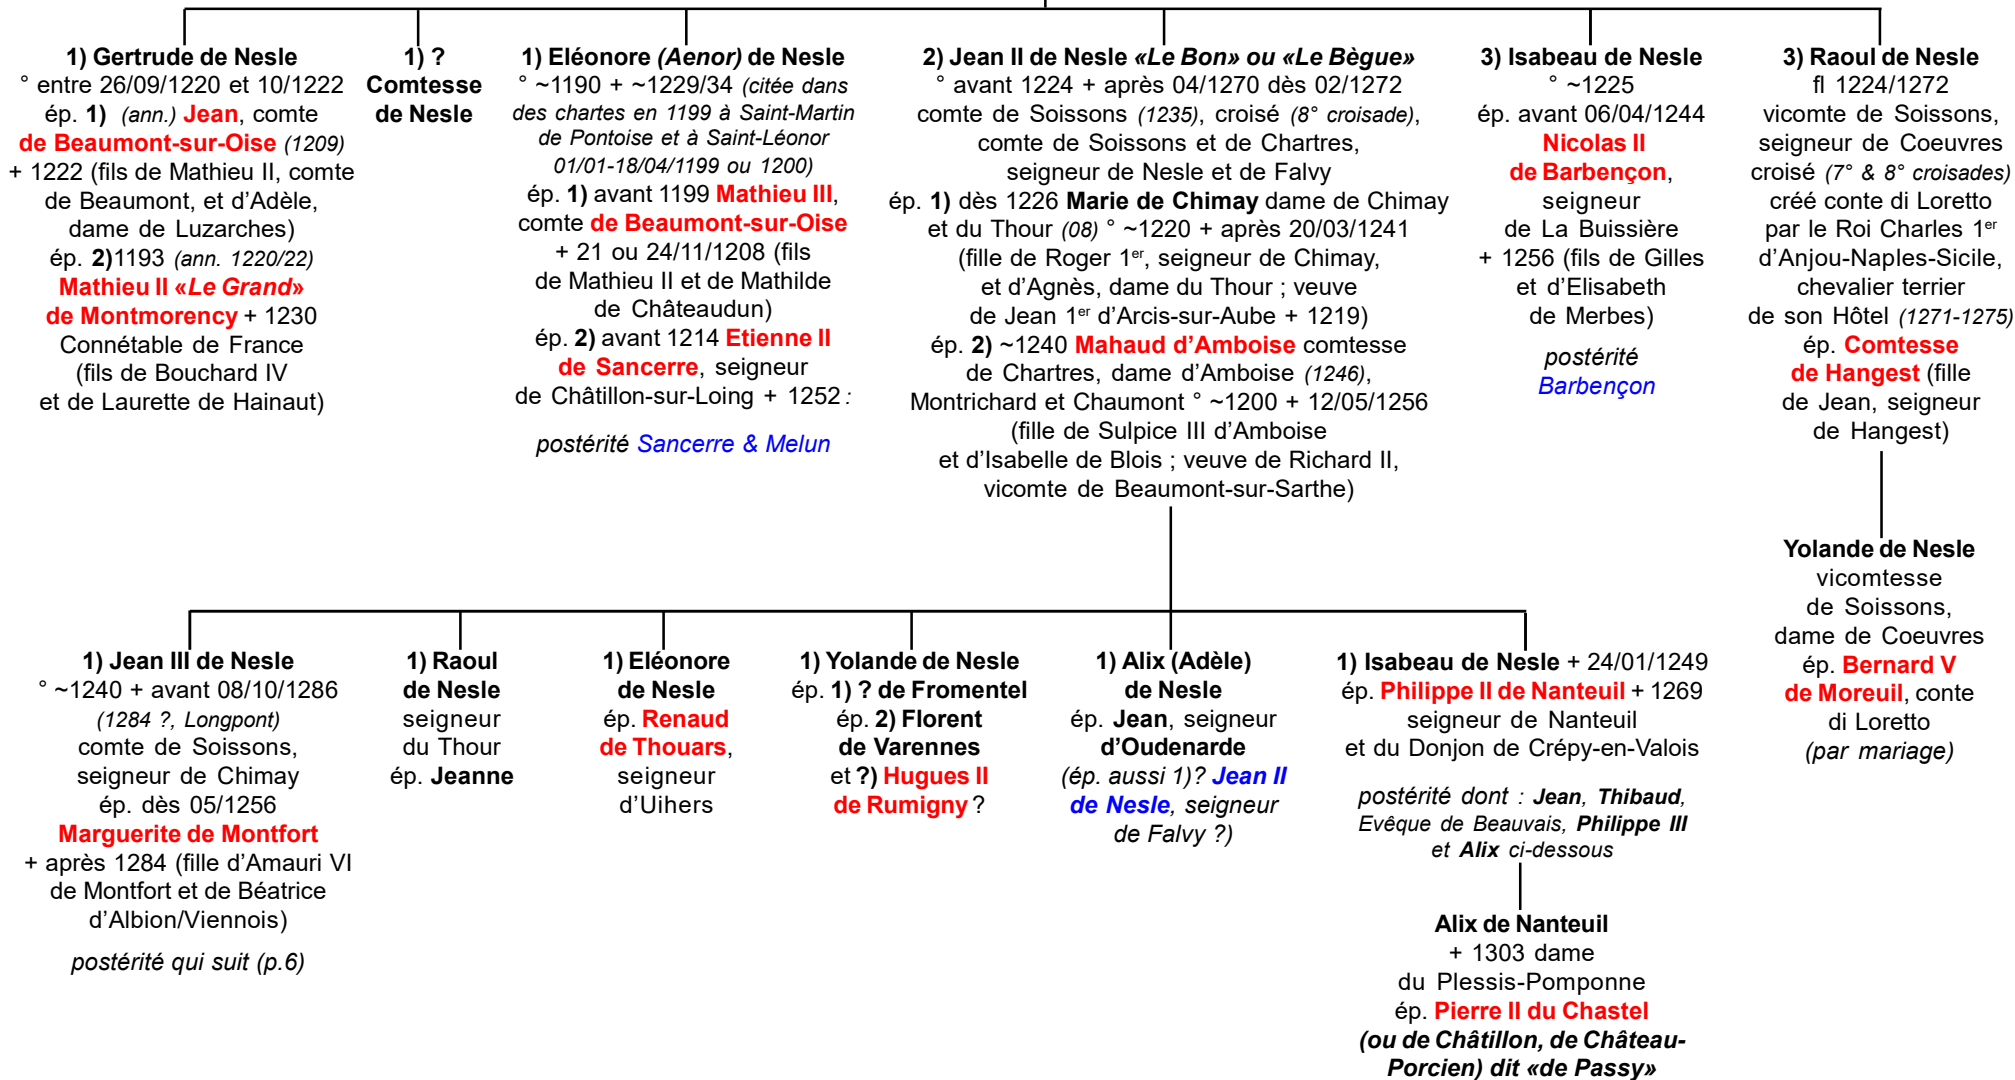 1) Gertrude de Nesle
° entre 26/09/1220 et 10/1222
ép. 1) (ann.) Jean, comte
de Beaumont-sur-Oise (1209)
+ 1222 (fils de Mathieu II, comte
de Beaumont, et d'Adèle,
dame de Luzarches)
ép. 2)1193 (ann. 1220/22)
Mathieu II «Le Grand»
de Montmorency + 1230
Connétable de France
(fils de Bouchard IV
et de Laurette de Hainaut)
1) ?
Comtesse
de Nesle
1) Eléonore (Aenor) de Nesle
° ~1190 + ~1229/34 (citée dans
des chartes en 1199 à Saint-Martin
de Pontoise et à Saint-Léonor
01/01-18/04/1199 ou 1200)
ép. 1) avant 1199 Mathieu III,
comte de Beaumont-sur-Oise
+ 21 ou 24/11/1208 (fils
de Mathieu II et de Mathilde
de Châteaudun)
ép. 2) avant 1214 Etienne II
de Sancerre, seigneur
de Châtillon-sur-Loing + 1252 :
postérité Sancerre & Melun
2) Jean II de Nesle «Le Bon» ou «Le Bègue»
° avant 1224 + après 04/1270 dès 02/1272
comte de Soissons (1235), croisé (8° croisade),
comte de Soissons et de Chartres,
seigneur de Nesle et de Falvy
ép. 1) dès 1226 Marie de Chimay dame de Chimay
et du Thour (08) ° ~1220 + après 20/03/1241
(fille de Roger 1er, seigneur de Chimay,
et d'Agnès, dame du Thour ; veuve
de Jean 1er d'Arcis-sur-Aube + 1219)
ép. 2) ~1240 Mahaud d'Amboise comtesse
de Chartres, dame d'Amboise (1246),
Montrichard et Chaumont ° ~1200 + 12/05/1256
(fille de Sulpice III d'Amboise
et d'Isabelle de Blois ; veuve de Richard II,
vicomte de Beaumont-sur-Sarthe)
3) Isabeau de Nesle
° ~1225
ép. avant 06/04/1244
Nicolas II
de Barbençon,
seigneur
de La Buissière
+ 1256 (fils de Gilles
et d'Elisabeth
de Merbes)
postérité
Barbençon
3) Raoul de Nesle
fl 1224/1272
vicomte de Soissons,
seigneur de Coeuvres
croisé (7° & 8° croisades)
créé conte di Loretto
par le Roi Charles 1er
d'Anjou-Naples-Sicile,
chevalier terrier
de son Hôtel (1271-1275)
ép. Comtesse
de Hangest (fille
de Jean, seigneur
de Hangest)
Yolande de Nesle
vicomtesse
de Soissons,
dame de Coeuvres
ép. Bernard V
de Moreuil, conte
di Loretto
(par mariage)
1) Jean III de Nesle
° ~1240 + avant 08/10/1286
(1284 ?, Longpont)
comte de Soissons,
seigneur de Chimay
ép. dès 05/1256
Marguerite de Montfort
+ après 1284 (fille d'Amauri VI
de Montfort et de Béatrice
d'Albion/Viennois)
postérité qui suit (p.6)
1) Raoul
de Nesle
seigneur
du Thour
ép. Jeanne
1) Eléonore
de Nesle
ép. Renaud
de Thouars,
seigneur
d'Uihers
1) Yolande de Nesle
ép. 1) ? de Fromentel
ép. 2) Florent
de Varennes
et ?) Hugues II
de Rumigny ?
1) Alix (Adèle)
de Nesle
ép. Jean, seigneur
d'Oudenarde
(ép. aussi 1)? Jean II
de Nesle, seigneur
de Falvy ?)
1) Isabeau de Nesle + 24/01/1249
ép. Philippe II de Nanteuil + 1269
seigneur de Nanteuil
et du Donjon de Crépy-en-Valois
postérité dont : Jean, Thibaud,
Evêque de Beauvais, Philippe III
et Alix ci-dessous
Alix de Nanteuil
+ 1303 dame
du Plessis-Pomponne
ép. Pierre II du Chastel
(ou de Châtillon, de Château-
Porcien) dit «de Passy»